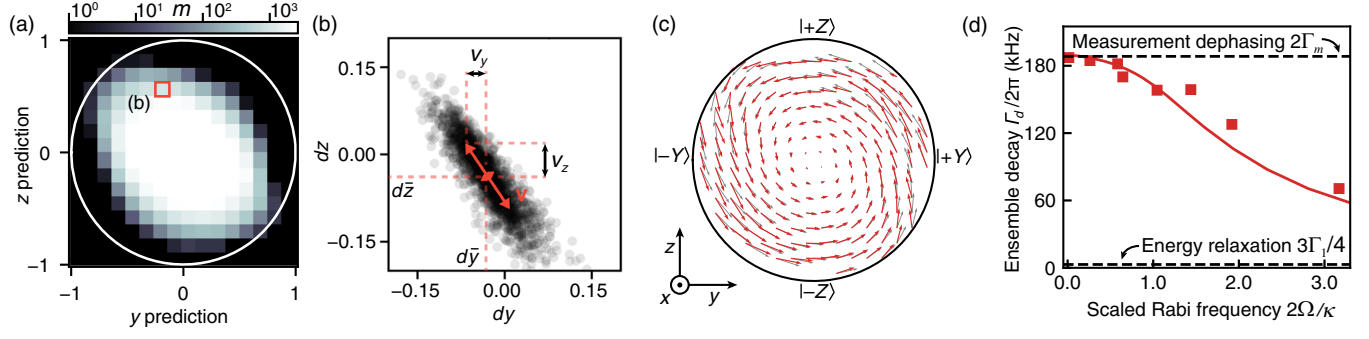 (a)
10⁰ 10¹ m 10² 10³
1
0
−1
z prediction
(b)
−1 0 1
y prediction
(b)
0.15
0.00
−0.15
dz
v_y
v_z
v
dz̄
dȳ
−0.15 0.00 0.15
dy
(c)
|+Z⟩
|−Y⟩
|+Y⟩
|−Z⟩
z
x
y
(d)
Ensemble decay Γ_d/2π (kHz)
180
120
60
0
Measurement dephasing 2Γ_m
Energy relaxation 3Γ₁/4
0.0 1.0 2.0 3.0
Scaled Rabi frequency 2Ω/κ